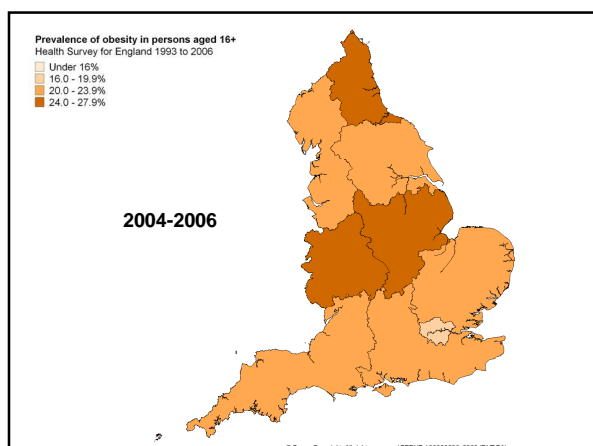 Prevalence of obesity in persons aged 16+
Health Survey for England 1993 to 2006
Under 16%
16.0 - 19.9%
20.0 - 23.9%
24.0 - 27.9%
2004-2006